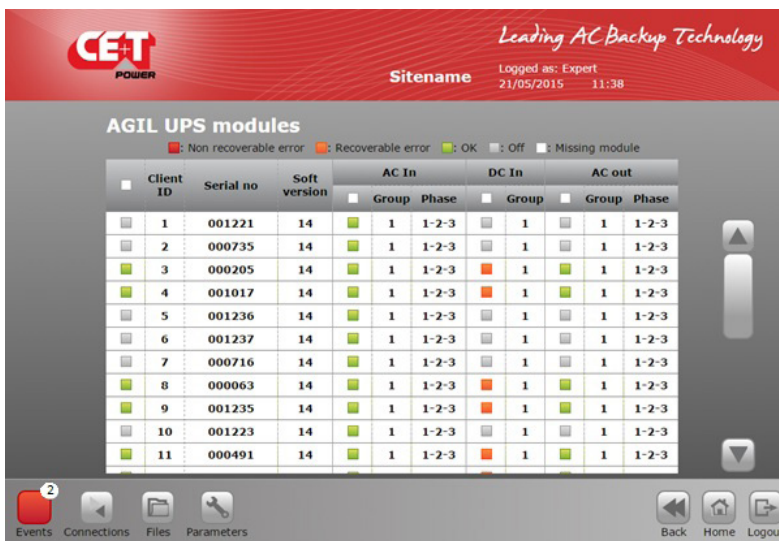 CE+T
POWER
Leading AC Backup Technology
Sitename
Logged as: Expert
21/05/2015 11:38
AGIL UPS modules
: Non recoverable error : Recoverable error : OK : Off : Missing module
Client ID Serial no Soft version AC In DC In AC out
Group Phase Group Group Phase
1 001221 14 1 1-2-3 1 1 1-2-3
2 000735 14 1 1-2-3 1 1 1-2-3
3 000205 14 1 1-2-3 1 1 1-2-3
4 001017 14 1 1-2-3 1 1 1-2-3
5 001236 14 1 1-2-3 1 1 1-2-3
6 001237 14 1 1-2-3 1 1 1-2-3
7 000716 14 1 1-2-3 1 1 1-2-3
8 000063 14 1 1-2-3 1 1 1-2-3
9 001235 14 1 1-2-3 1 1 1-2-3
10 001223 14 1 1-2-3 1 1 1-2-3
11 000491 14 1 1-2-3 1 1 1-2-3
2
Events Connections Files Parameters Back Home Logou